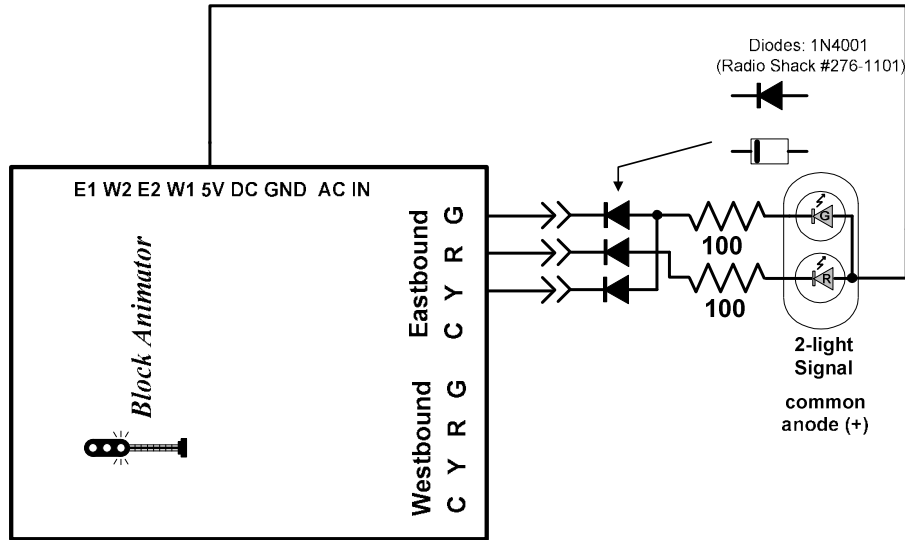 Diodes: 1N4001
(Radio Shack #276-1101)
E1 W2 E2 W1 5V DC GND AC IN
Eastbound
C Y R G
Westbound
C Y R G
Block Animator
100
100
G
R
2-light
Signal
common
anode (+)